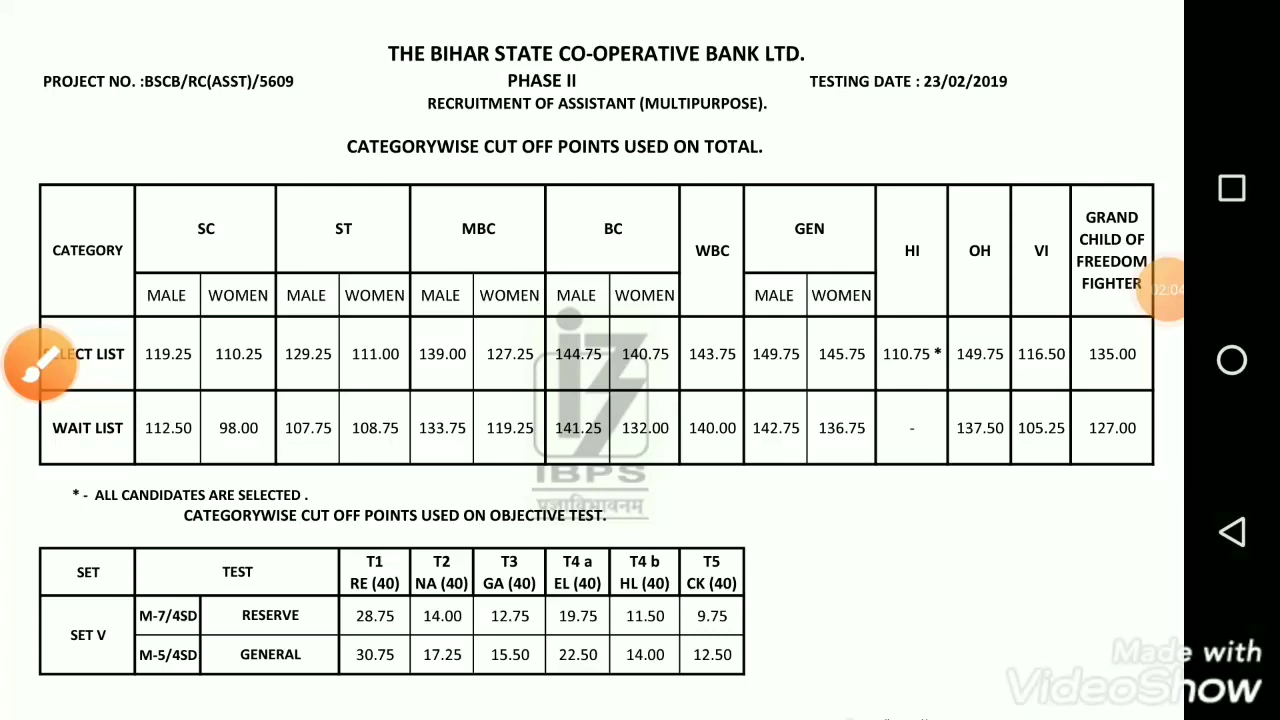 THE BIHAR STATE CO-OPERATIVE BANK LTD.
PROJECT NO. :BSCB/RC(ASST)/5609 PHASE II TESTING DATE : 23/02/2019
RECRUITMENT OF ASSISTANT (MULTIPURPOSE).
CATEGORYWISE CUT OFF POINTS USED ON TOTAL.
CATEGORY SC ST MBC BC WBC GEN HI OH VI GRAND CHILD OF FREEDOM FIGHTER
MALE WOMEN MALE WOMEN MALE WOMEN MALE WOMEN MALE WOMEN
02:04
LECT LIST 119.25 110.25 129.25 111.00 139.00 127.25 144.75 140.75 143.75 149.75 145.75 110.75 * 149.75 116.50 135.00
WAIT LIST 112.50 98.00 107.75 108.75 133.75 119.25 141.25 132.00 140.00 142.75 136.75 - 137.50 105.25 127.00
IBPS
प्रज्ञाविभावनम्
* - ALL CANDIDATES ARE SELECTED .
CATEGORYWISE CUT OFF POINTS USED ON OBJECTIVE TEST.
SET TEST T1 T2 T3 T4 a T4 b T5
RE (40) NA (40) GA (40) EL (40) HL (40) CK (40)
SET V M-7/4SD RESERVE 28.75 14.00 12.75 19.75 11.50 9.75
M-5/4SD GENERAL 30.75 17.25 15.50 22.50 14.00 12.50
Made with
VideoShow